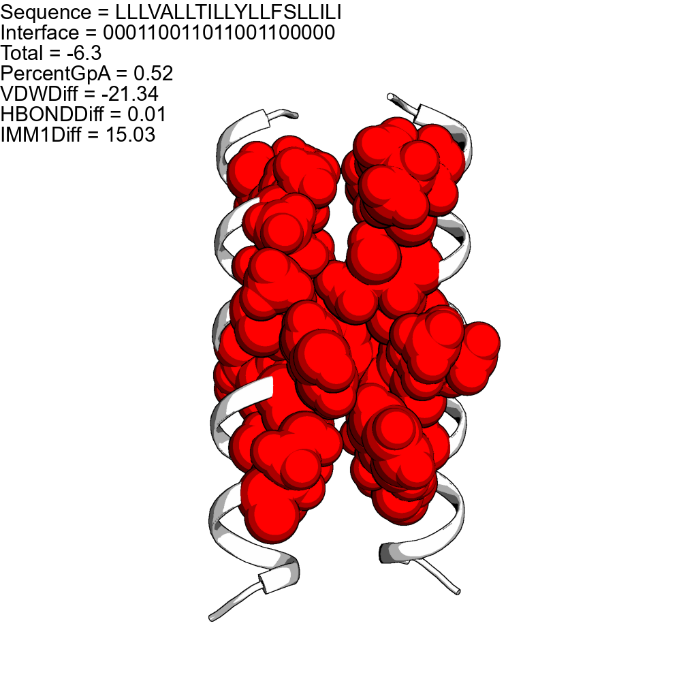 Sequence = LLLVALLTILLYLLFSLLILI
Interface = 000110011011001100000
Total = -6.3
PercentGpA = 0.52
VDWDiff = -21.34
HBONDDiff = 0.01
IMM1Diff = 15.03